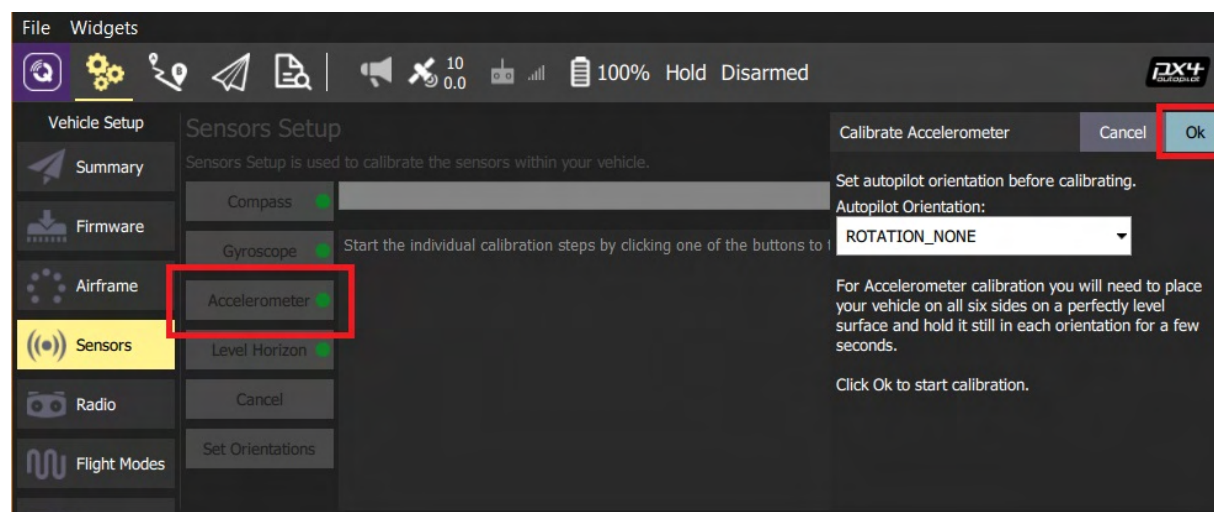 File Widgets
10
0.0
100% Hold Disarmed
px4
autopilot
Vehicle Setup
Summary
Firmware
Airframe
Sensors
Radio
Flight Modes
Sensors Setup
Sensors Setup is used to calibrate the sensors within your vehicle.
Compass
Gyroscope
Accelerometer
Level Horizon
Cancel
Set Orientations
Start the individual calibration steps by clicking one of the buttons to
Calibrate Accelerometer
Cancel
Ok
Set autopilot orientation before calibrating.
Autopilot Orientation:
ROTATION_NONE
For Accelerometer calibration you will need to place
your vehicle on all six sides on a perfectly level
surface and hold it still in each orientation for a few
seconds.
Click Ok to start calibration.